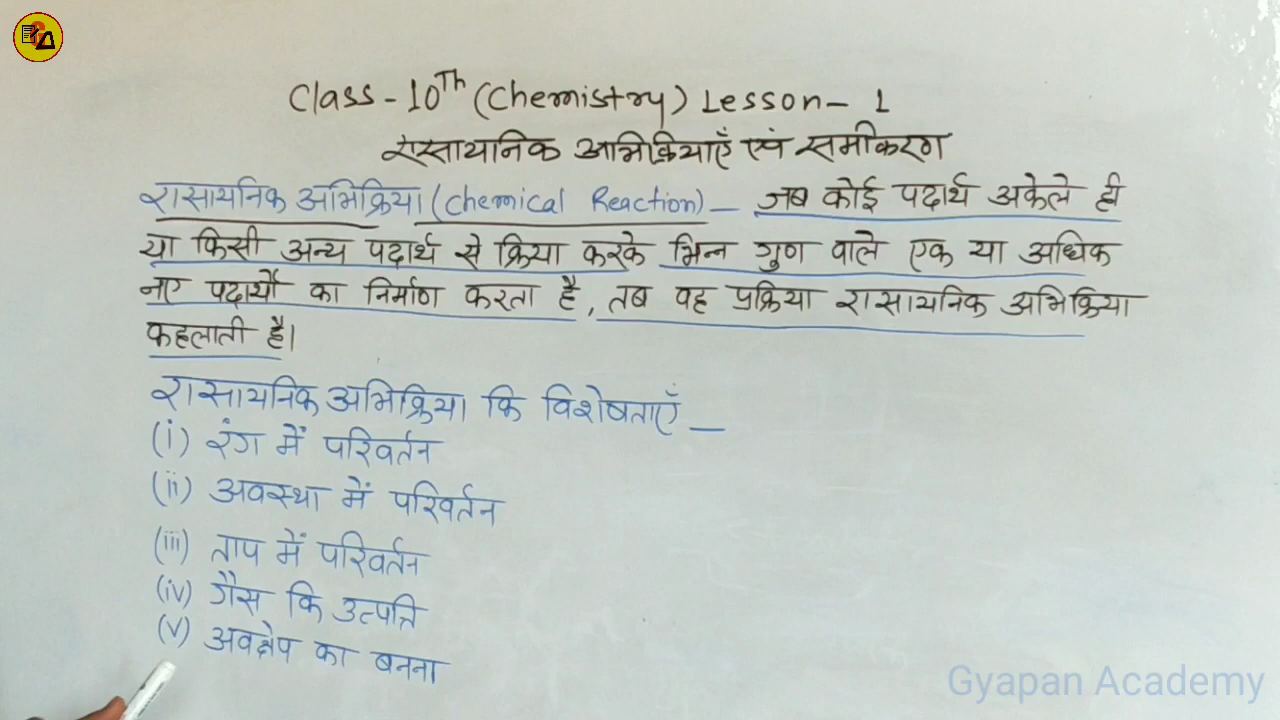 Class - 10Th (Chemistry) Lesson - 1
रासायनिक अभिक्रियाएँ एवं समीकरण
रासायनिक अभिक्रिया (Chemical Reaction) - जब कोई पदार्थ अकेले ही
या किसी अन्य पदार्थ से क्रिया करके भिन्न गुण वाले एक या अधिक
नए पदार्थो का निर्माण करता है, तब वह प्रक्रिया रासायनिक अभिक्रिया
कहलाती है।
रासायनिक अभिक्रिया कि विशेषताएँ -
(i) रंग में परिवर्तन
(ii) अवस्था में परिवर्तन
(iii) ताप में परिवर्तन
(iv) गैस कि उत्पत्ति
(v) अवक्षेप का बनना
Gyapan Academy